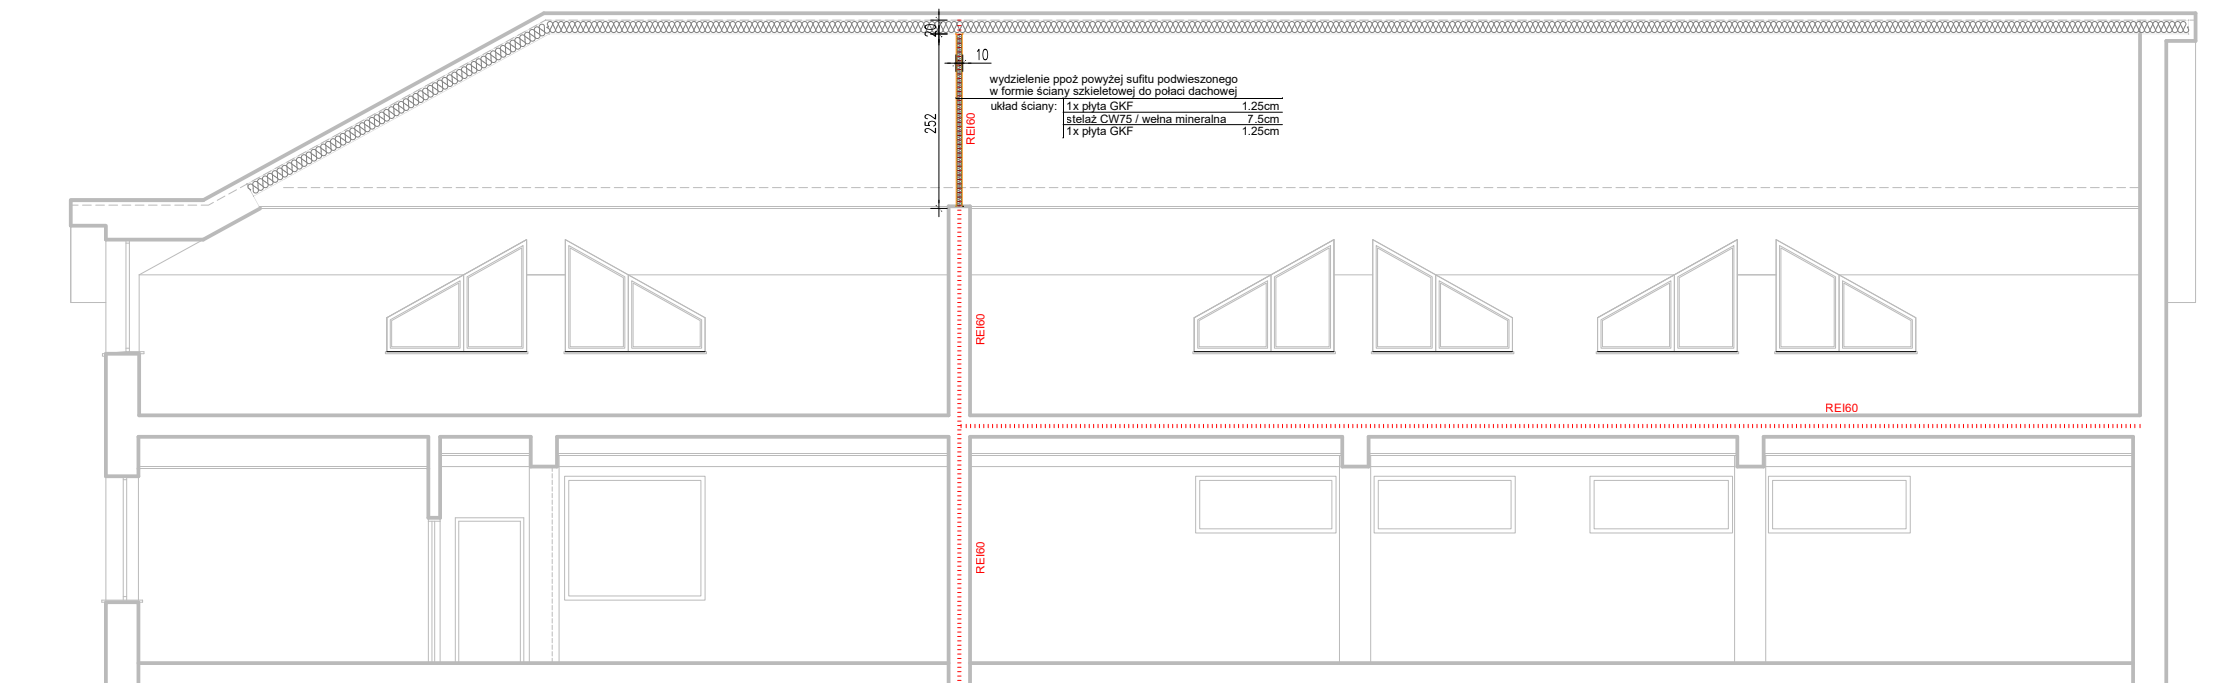 20
10
wydzielenie ppoż powyżej sufitu podwieszonego
w formie ściany szkieletowej do połaci dachowej
układ ściany: 1x płyta GKF 1.25cm
stelaż CW75 / wełna mineralna 7.5cm
1x płyta GKF 1.25cm
252
REI60
REI60
REI60
REI60